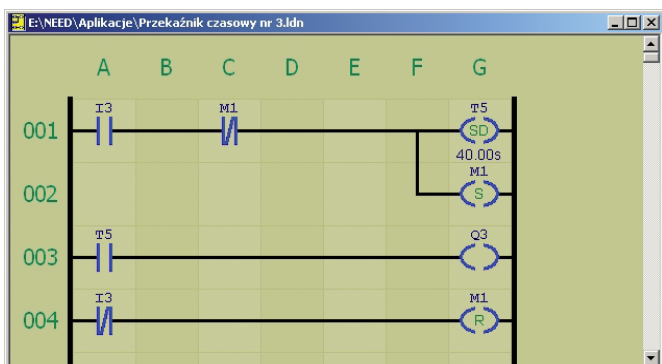 E:\NEED\Aplikacje\Przekaźnik czasowy nr 3.ldn
A B C D E F G
I3 M1 T5
001 SD
40.00s
M1
002 S
T5 Q3
003
I3 M1
004 R